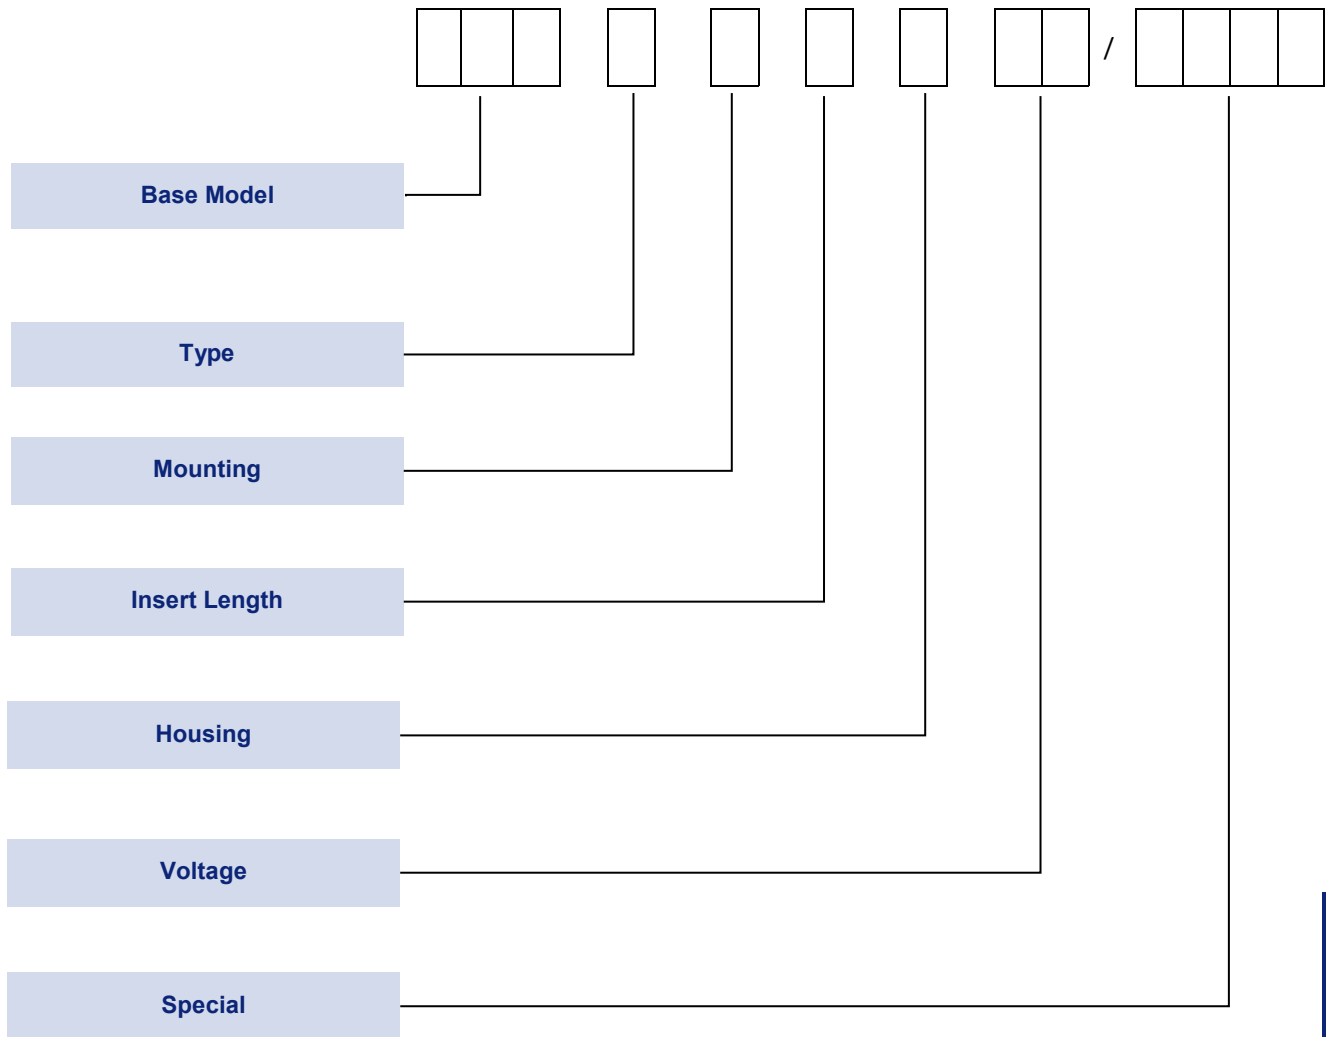 /
Base Model
Type
Mounting
Insert Length
Housing
Voltage
Special